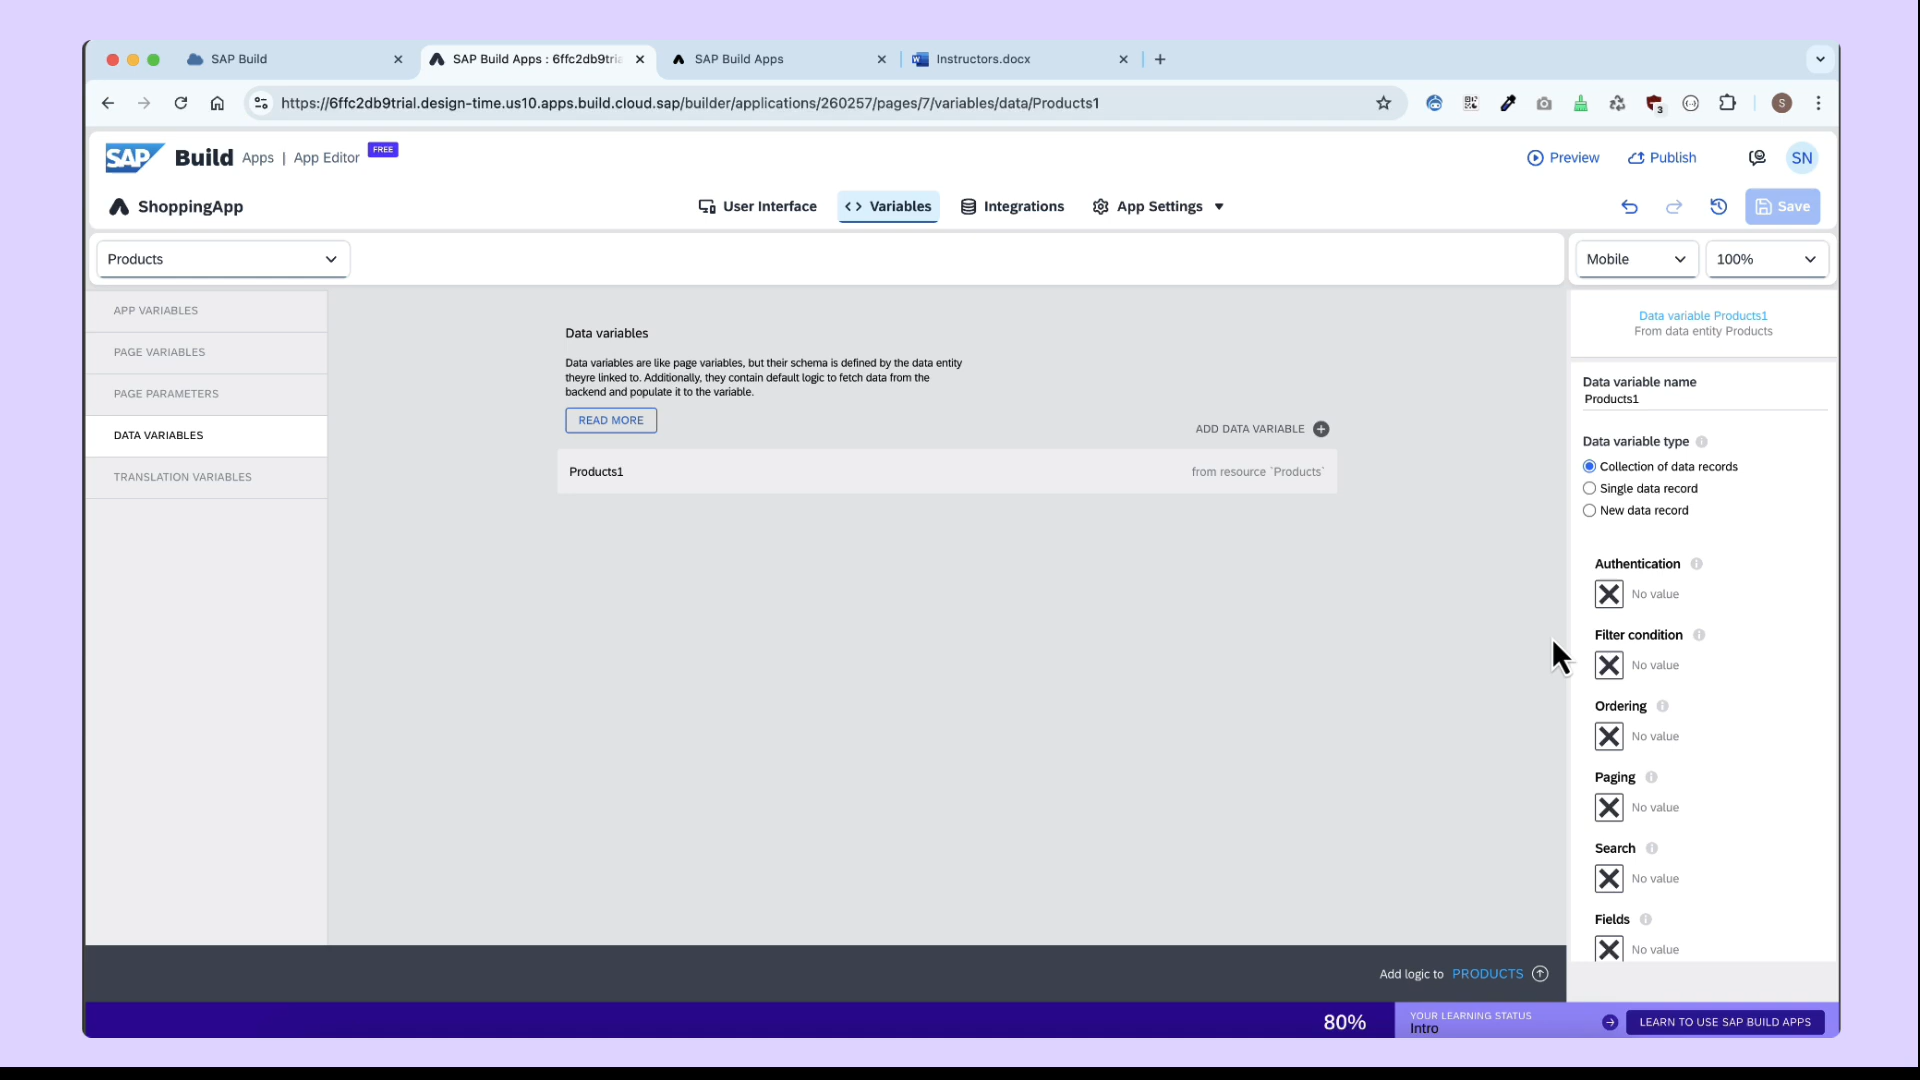 SAP Build
SAP Build Apps : 6ffc2db9tria
SAP Build Apps
Instructors.docx
https://6ffc2db9trial.design-time.us10.apps.build.cloud.sap/builder/applications/260257/pages/7/variables/data/Products1
3
S
SAP Build Apps | App Editor FREE
Preview
Publish
SN
ShoppingApp
User Interface
Variables
Integrations
App Settings
Save
Products
Mobile
100%
APP VARIABLES
PAGE VARIABLES
PAGE PARAMETERS
DATA VARIABLES
TRANSLATION VARIABLES
Data variables
Data variables are like page variables, but their schema is defined by the data entity
theyre linked to. Additionally, they contain default logic to fetch data from the
backend and populate it to the variable.
READ MORE
ADD DATA VARIABLE
Products1
from resource `Products`
Data variable Products1
From data entity Products
Data variable name
Products1
Data variable type
Collection of data records
Single data record
New data record
Authentication
No value
Filter condition
No value
Ordering
No value
Paging
No value
Search
No value
Fields
No value
Add logic to PRODUCTS
80%
YOUR LEARNING STATUS
Intro
LEARN TO USE SAP BUILD APPS